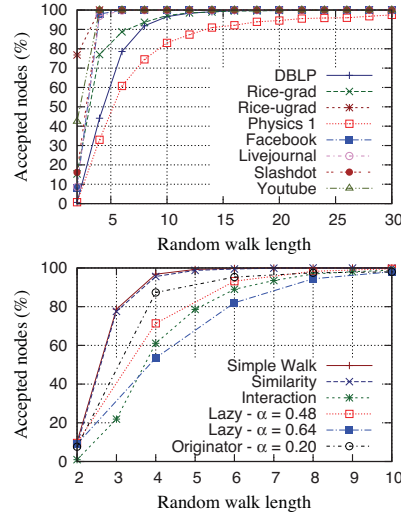 100
90
80
70
60
50
40
30
20
10
0
Accepted nodes (%)
DBLP
Rice-grad
Rice-ugrad
Physics 1
Facebook
Livejournal
Slashdot
Youtube
5 10 15 20 25 30
Random walk length
100
80
60
40
20
0
Accepted nodes (%)
Simple Walk
Similarity
Interaction
Lazy - α = 0.48
Lazy - α = 0.64
Originator - α = 0.20
2 3 4 5 6 7 8 9 10
Random walk length